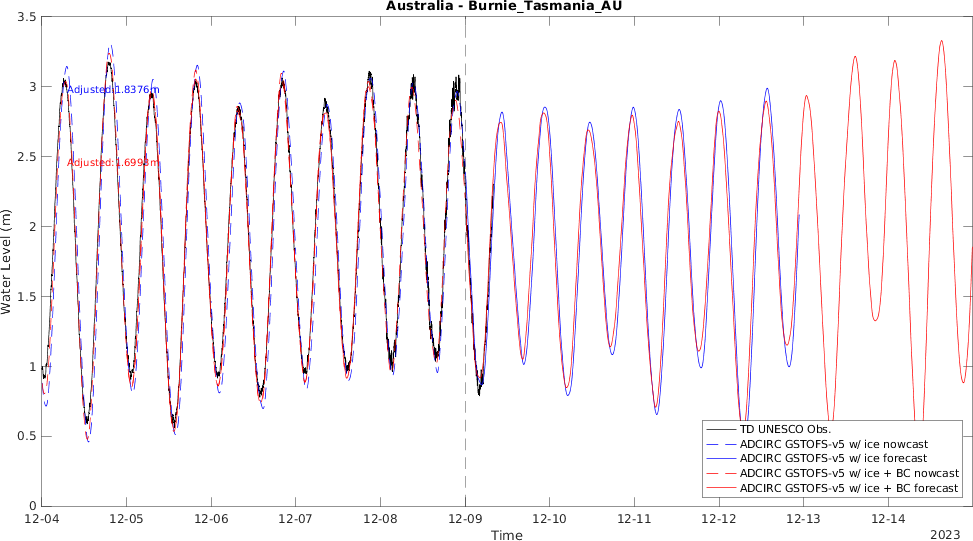 Australia - Burnie_Tasmania_AU
3.5
3
2.5
2
1.5
1
0.5
0
Water Level (m)
Adjusted:1.8376m
Adjusted:1.6993m
TD UNESCO Obs.
ADCIRC GSTOFS-v5 w/ ice nowcast
ADCIRC GSTOFS-v5 w/ ice forecast
ADCIRC GSTOFS-v5 w/ ice + BC nowcast
ADCIRC GSTOFS-v5 w/ ice + BC forecast
12-04 12-05 12-06 12-07 12-08 12-09 12-10 12-11 12-12 12-13 12-14
Time
2023